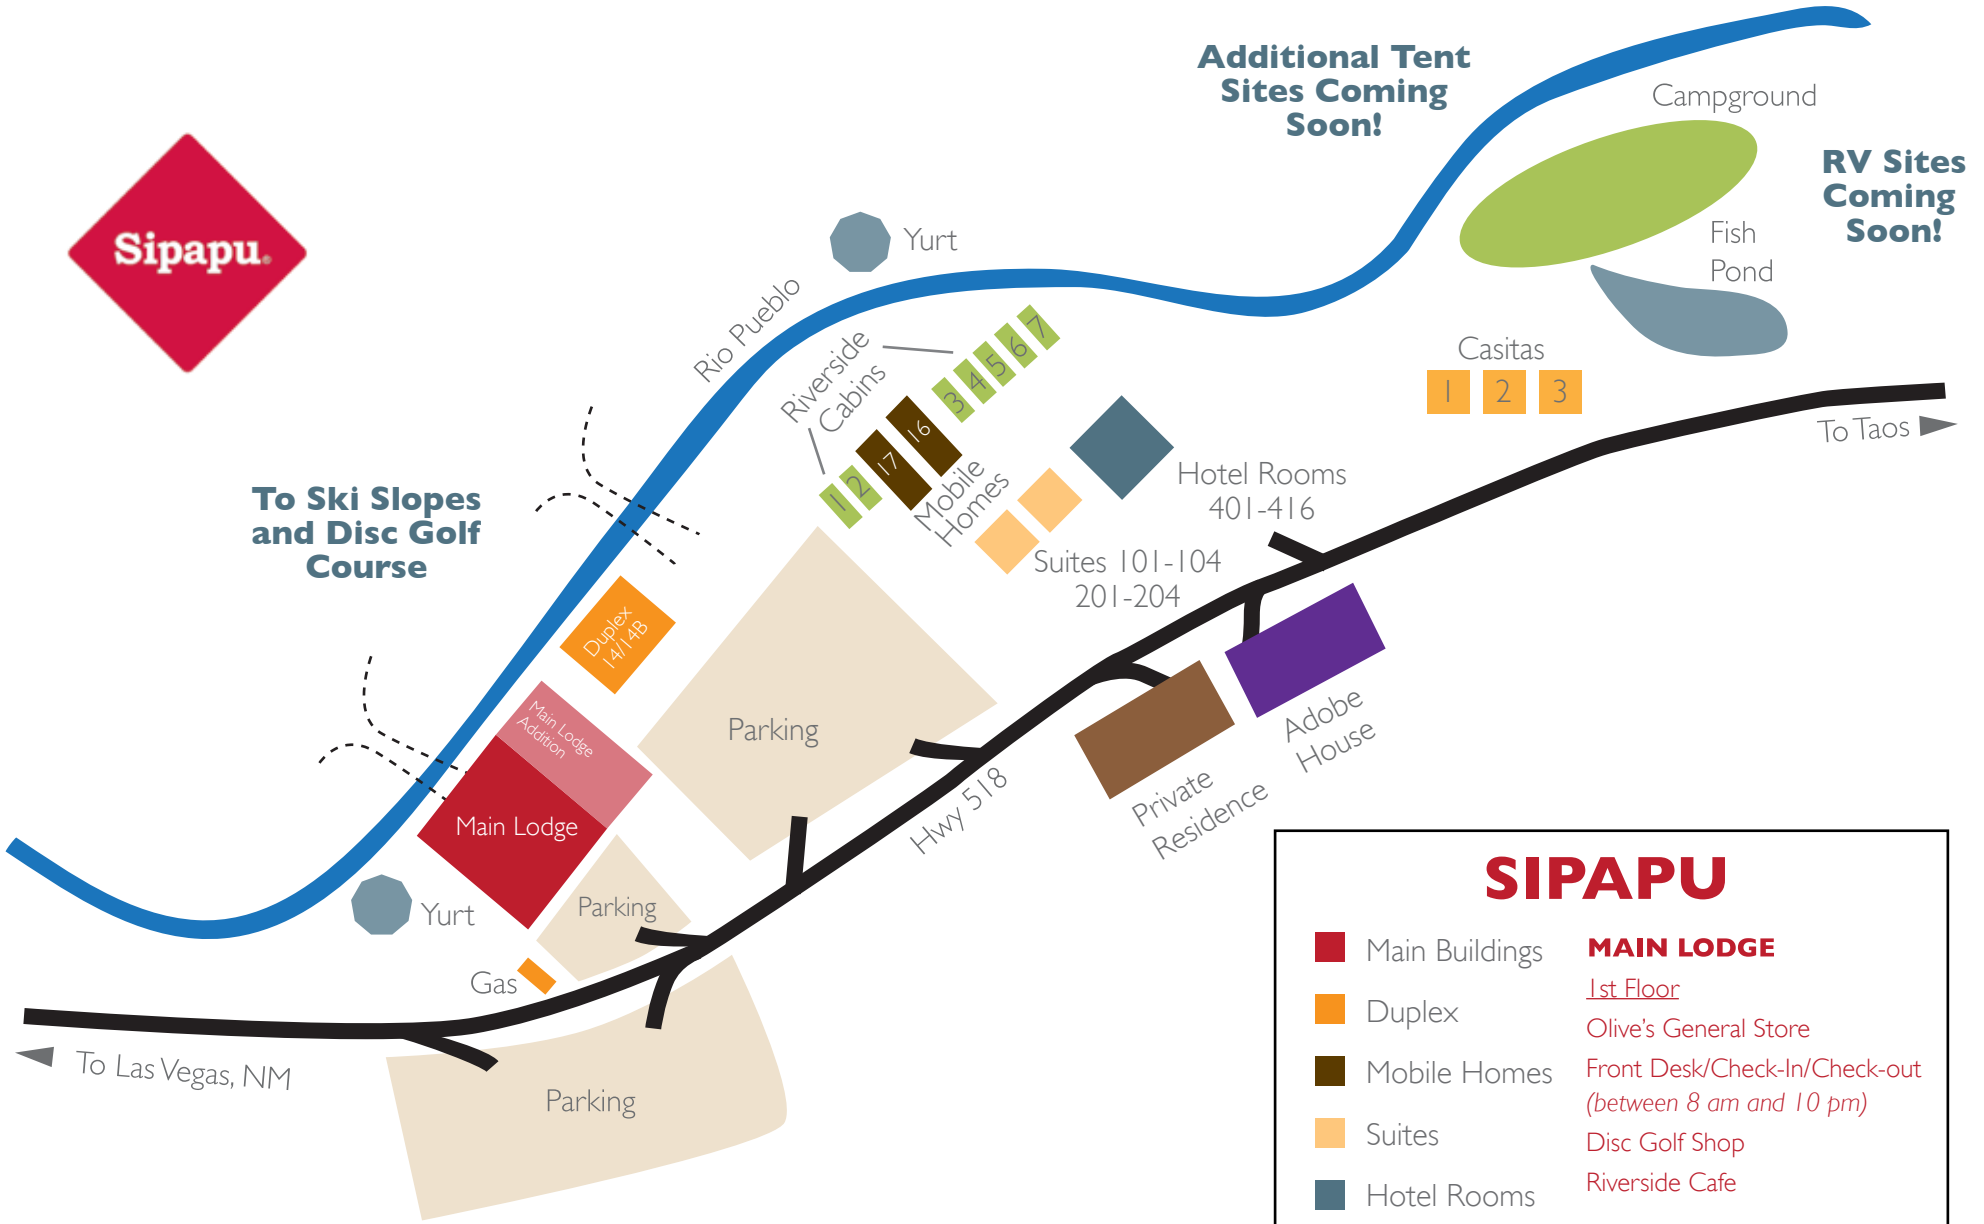 Additional Tent
Sites Coming
Soon!
Campground
RV Sites
Coming
Soon!
Sipapu®
Yurt
Fish
Pond
Rio Pueblo
Riverside
Cabins
7
6
5
4
3
Casitas
1 2 3
To Taos
16
17
2
1
Mobile
Homes
Hotel Rooms
401-416
To Ski Slopes
and Disc Golf
Course
Suites 101-104
201-204
Duplex
14/14B
Main Lodge
Addition
Parking
Adobe
House
Private
Residence
Hwy 518
Main Lodge
Parking
Yurt
Gas
To Las Vegas, NM
Parking
SIPAPU
Main Buildings
Duplex
Mobile Homes
Suites
Hotel Rooms
MAIN LODGE
1st Floor
Olive's General Store
Front Desk/Check-In/Check-out
(between 8 am and 10 pm)
Disc Golf Shop
Riverside Cafe